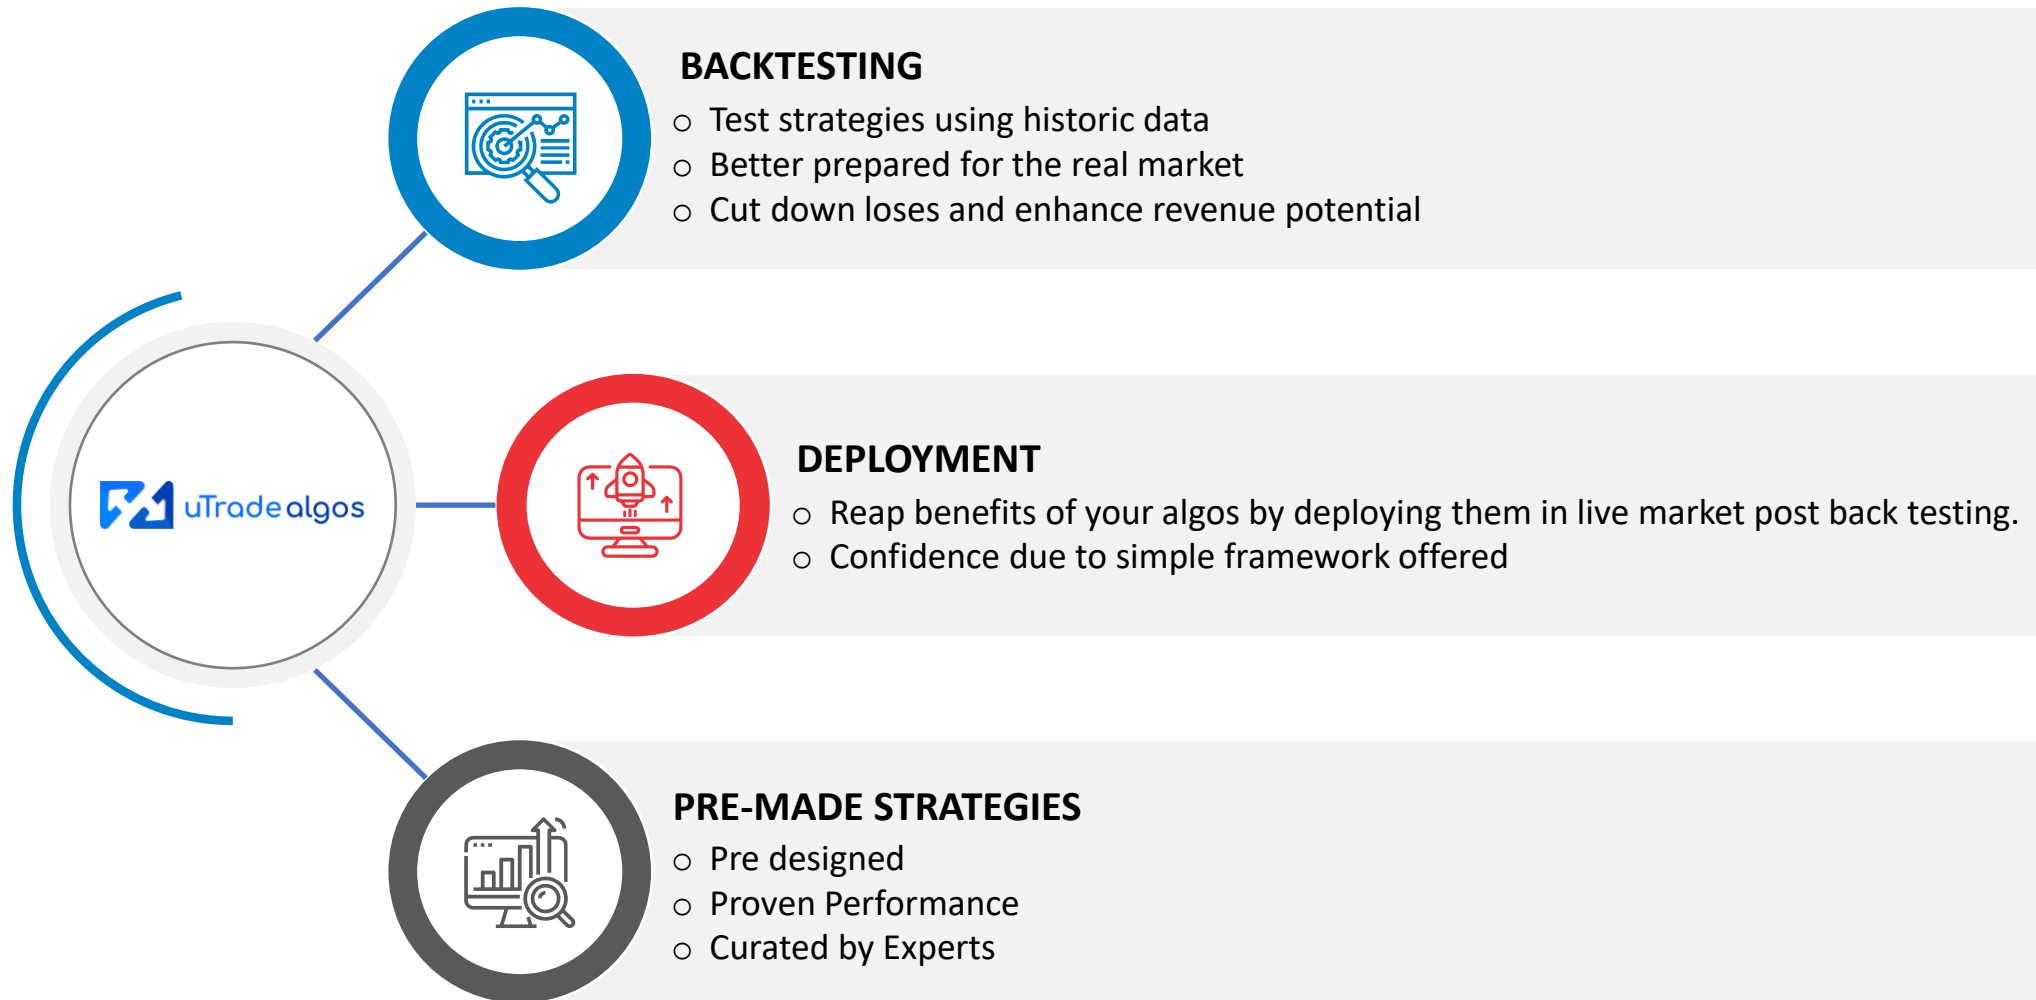 BACKTESTING
○ Test strategies using historic data
○ Better prepared for the real market
○ Cut down loses and enhance revenue potential
uTradealgos
DEPLOYMENT
○ Reap benefits of your algos by deploying them in live market post back testing.
○ Confidence due to simple framework offered
PRE-MADE STRATEGIES
○ Pre designed
○ Proven Performance
○ Curated by Experts